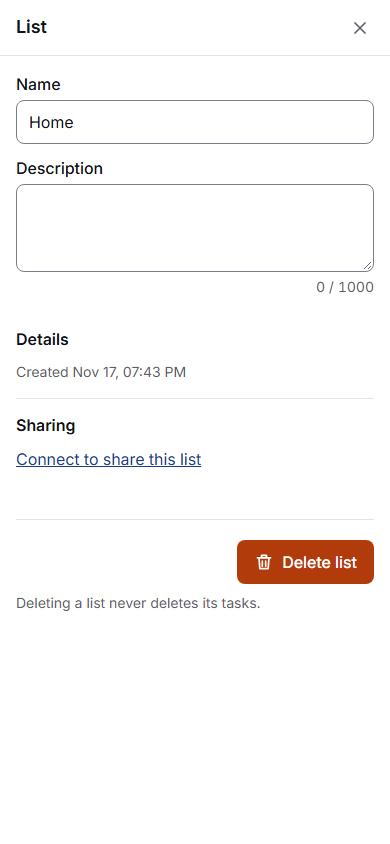 List
Name
Home
Description
0 / 1000
Details
Created Nov 17, 07:43 PM
Sharing
Connect to share this list
Delete list
Deleting a list never deletes its tasks.